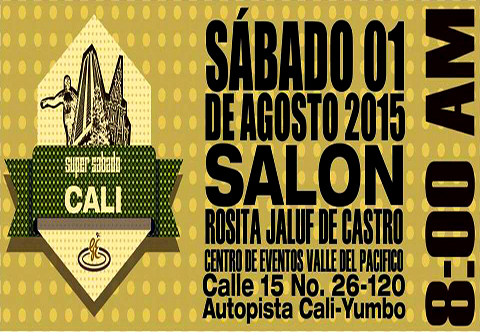 super sabado
CALI
SÁBADO 01
DE AGOSTO 2015
SALON
ROSITA JALUF DE CASTRO
CENTRO DE EVENTOS VALLE DEL PACIFICO
Calle 15 No. 26-120
Autopista Cali-Yumbo
8:00 AM